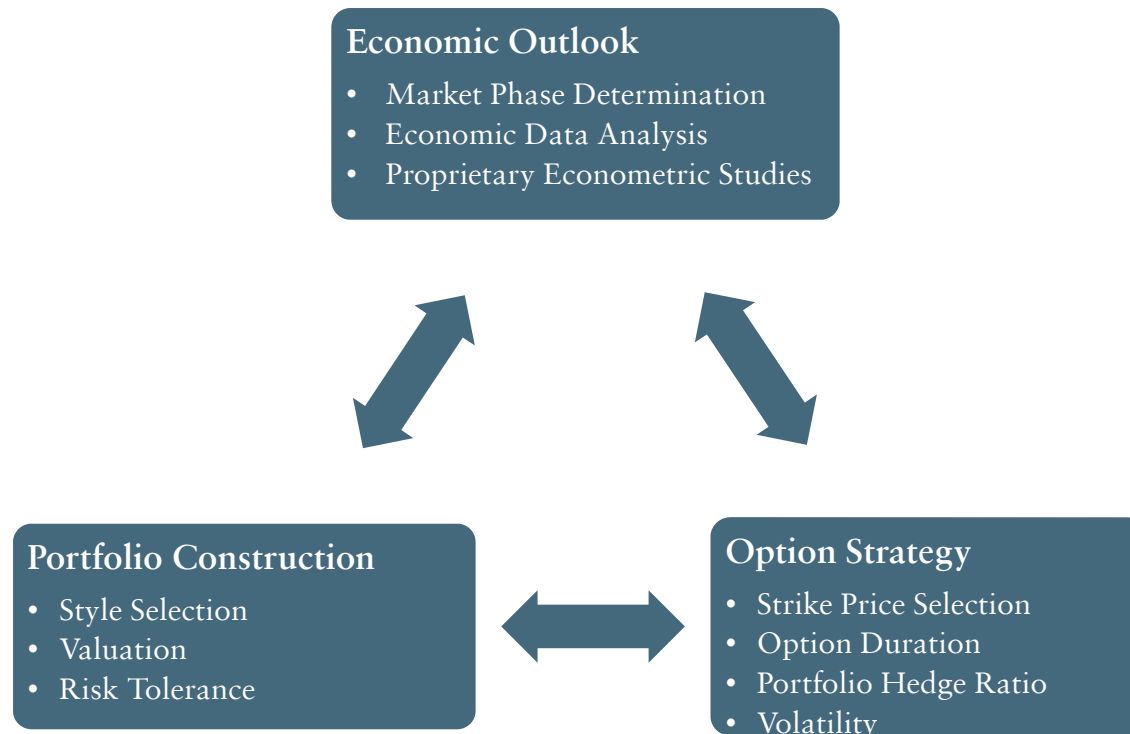 Economic Outlook
• Market Phase Determination
• Economic Data Analysis
• Proprietary Econometric Studies
Portfolio Construction
• Style Selection
• Valuation
• Risk Tolerance
Option Strategy
• Strike Price Selection
• Option Duration
• Portfolio Hedge Ratio
• Volatility